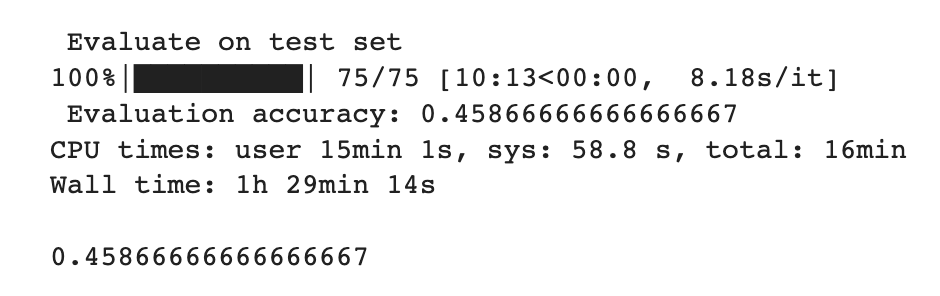 Evaluate on test set
100%|██████████| 75/75 [10:13<00:00,  8.18s/it]
Evaluation accuracy: 0.45866666666666667
CPU times: user 15min 1s, sys: 58.8 s, total: 16min
Wall time: 1h 29min 14s
0.45866666666666667